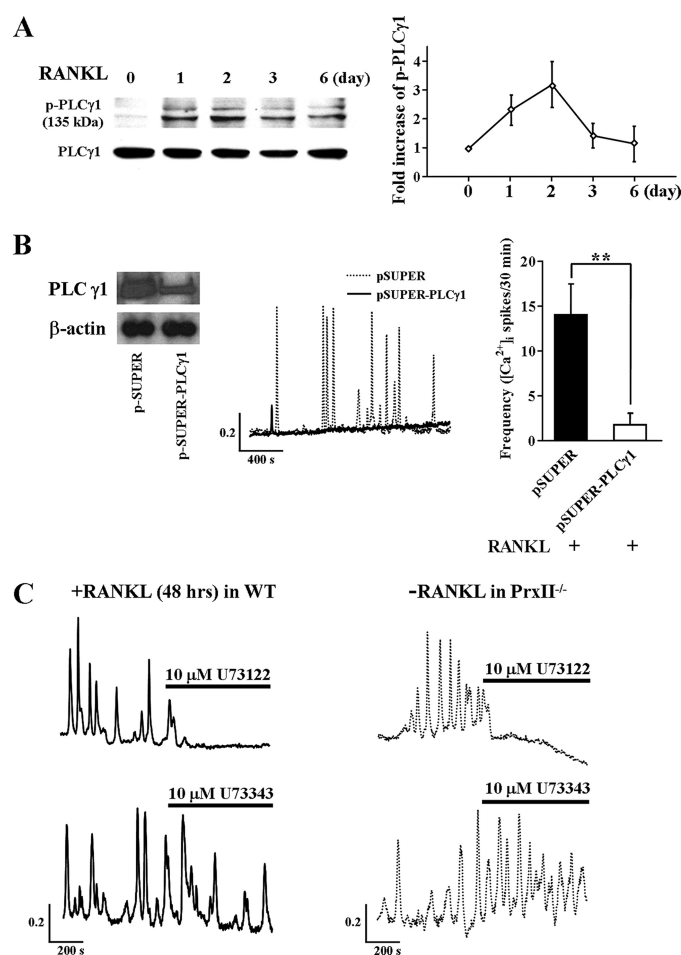 A
RANKL 0 1 2 3 6 (day)
p-PLCγ1
(135 kDa)
PLCγ1
Fold increase of p-PLCγ1
4
3
2
1
0
0 1 2 3 6 (day)
B
PLC γ1
β-actin
p-SUPER
p-SUPER-PLCγ1
pSUPER
pSUPER-PLCγ1
0.2
400 s
Frequency ([Ca²⁺]i spikes/30 min)
20
15
10
5
0
**
pSUPER
pSUPER-PLCγ1
RANKL + +
C
+RANKL (48 hrs) in WT
-RANKL in PrxII-/-
10 μM U73122
10 μM U73122
10 μM U73343
10 μM U73343
0.2
200 s
0.2
200 s